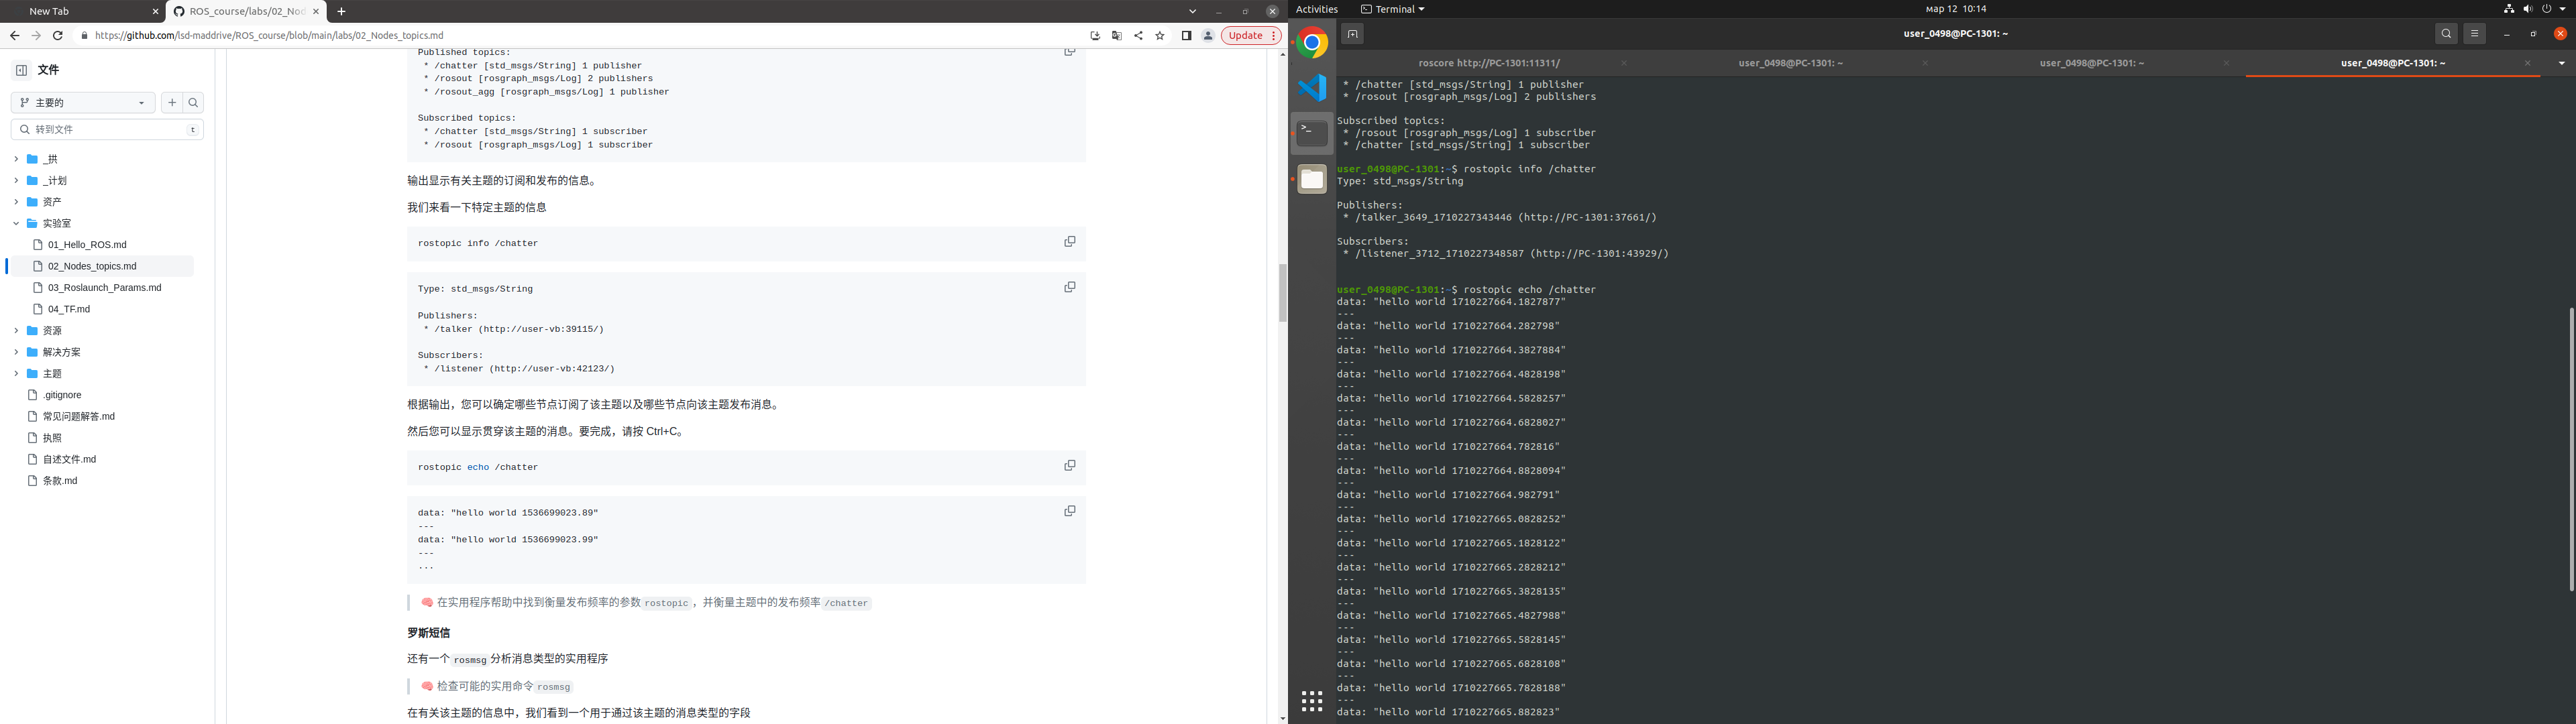 New Tab
ROS_course/labs/02_Nod
https://github.com/lsd-maddrive/ROS_course/blob/main/labs/02_Nodes_topics.md
Update
文件
主要的
转到文件
t
_拱
_计划
资产
实验室
01_Hello_ROS.md
02_Nodes_topics.md
03_Roslaunch_Params.md
04_TF.md
资源
解决方案
主题
.gitignore
常见问题解答.md
执照
自述文件.md
条款.md
Published topics:
* /chatter [std_msgs/String] 1 publisher
* /rosout [rosgraph_msgs/Log] 2 publishers
* /rosout_agg [rosgraph_msgs/Log] 1 publisher
Subscribed topics:
* /chatter [std_msgs/String] 1 subscriber
* /rosout [rosgraph_msgs/Log] 1 subscriber
输出显示有关主题的订阅和发布的信息。
我们来看一下特定主题的信息
rostopic info /chatter
Type: std_msgs/String
Publishers:
* /talker (http://user-vb:39115/)
Subscribers:
* /listener (http://user-vb:42123/)
根据输出，您可以确定哪些节点订阅了该主题以及哪些节点向该主题发布消息。
然后您可以显示贯穿该主题的消息。要完成，请按 Ctrl+C。
rostopic echo /chatter
data: "hello world 1536699023.89"
---
data: "hello world 1536699023.99"
---
...
🧠 在实用程序帮助中找到衡量发布频率的参数rostopic，并衡量主题中的发布频率/chatter
罗斯短信
还有一个rosmsg分析消息类型的实用程序
🧠 检查可能的实用命令rosmsg
在有关该主题的信息中，我们看到一个用于通过该主题的消息类型的字段
Activities
Terminal
мар 12 10:14
user_0498@PC-1301: ~
roscore http://PC-1301:11311/
user_0498@PC-1301: ~
user_0498@PC-1301: ~
user_0498@PC-1301: ~
* /chatter [std_msgs/String] 1 publisher
* /rosout [rosgraph_msgs/Log] 2 publishers
Subscribed topics:
* /rosout [rosgraph_msgs/Log] 1 subscriber
* /chatter [std_msgs/String] 1 subscriber
user_0498@PC-1301:~$ rostopic info /chatter
Type: std_msgs/String
Publishers:
* /talker_3649_1710227343446 (http://PC-1301:37661/)
Subscribers:
* /listener_3712_1710227348587 (http://PC-1301:43929/)
user_0498@PC-1301:~$ rostopic echo /chatter
data: "hello world 1710227664.1827877"
---
data: "hello world 1710227664.282798"
---
data: "hello world 1710227664.3827884"
---
data: "hello world 1710227664.4828198"
---
data: "hello world 1710227664.5828257"
---
data: "hello world 1710227664.6828027"
---
data: "hello world 1710227664.782816"
---
data: "hello world 1710227664.8828094"
---
data: "hello world 1710227664.982791"
---
data: "hello world 1710227665.0828252"
---
data: "hello world 1710227665.1828122"
---
data: "hello world 1710227665.2828212"
---
data: "hello world 1710227665.3828135"
---
data: "hello world 1710227665.4827988"
---
data: "hello world 1710227665.5828145"
---
data: "hello world 1710227665.6828108"
---
data: "hello world 1710227665.7828188"
---
data: "hello world 1710227665.882823"